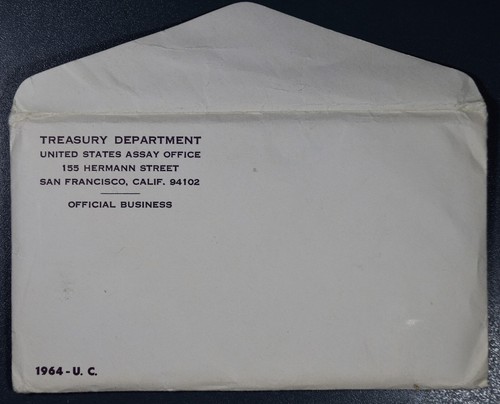 TREASURY DEPARTMENT
UNITED STATES ASSAY OFFICE
155 HERMANN STREET
SAN FRANCISCO, CALIF. 94102
OFFICIAL BUSINESS
1964 - U. C.